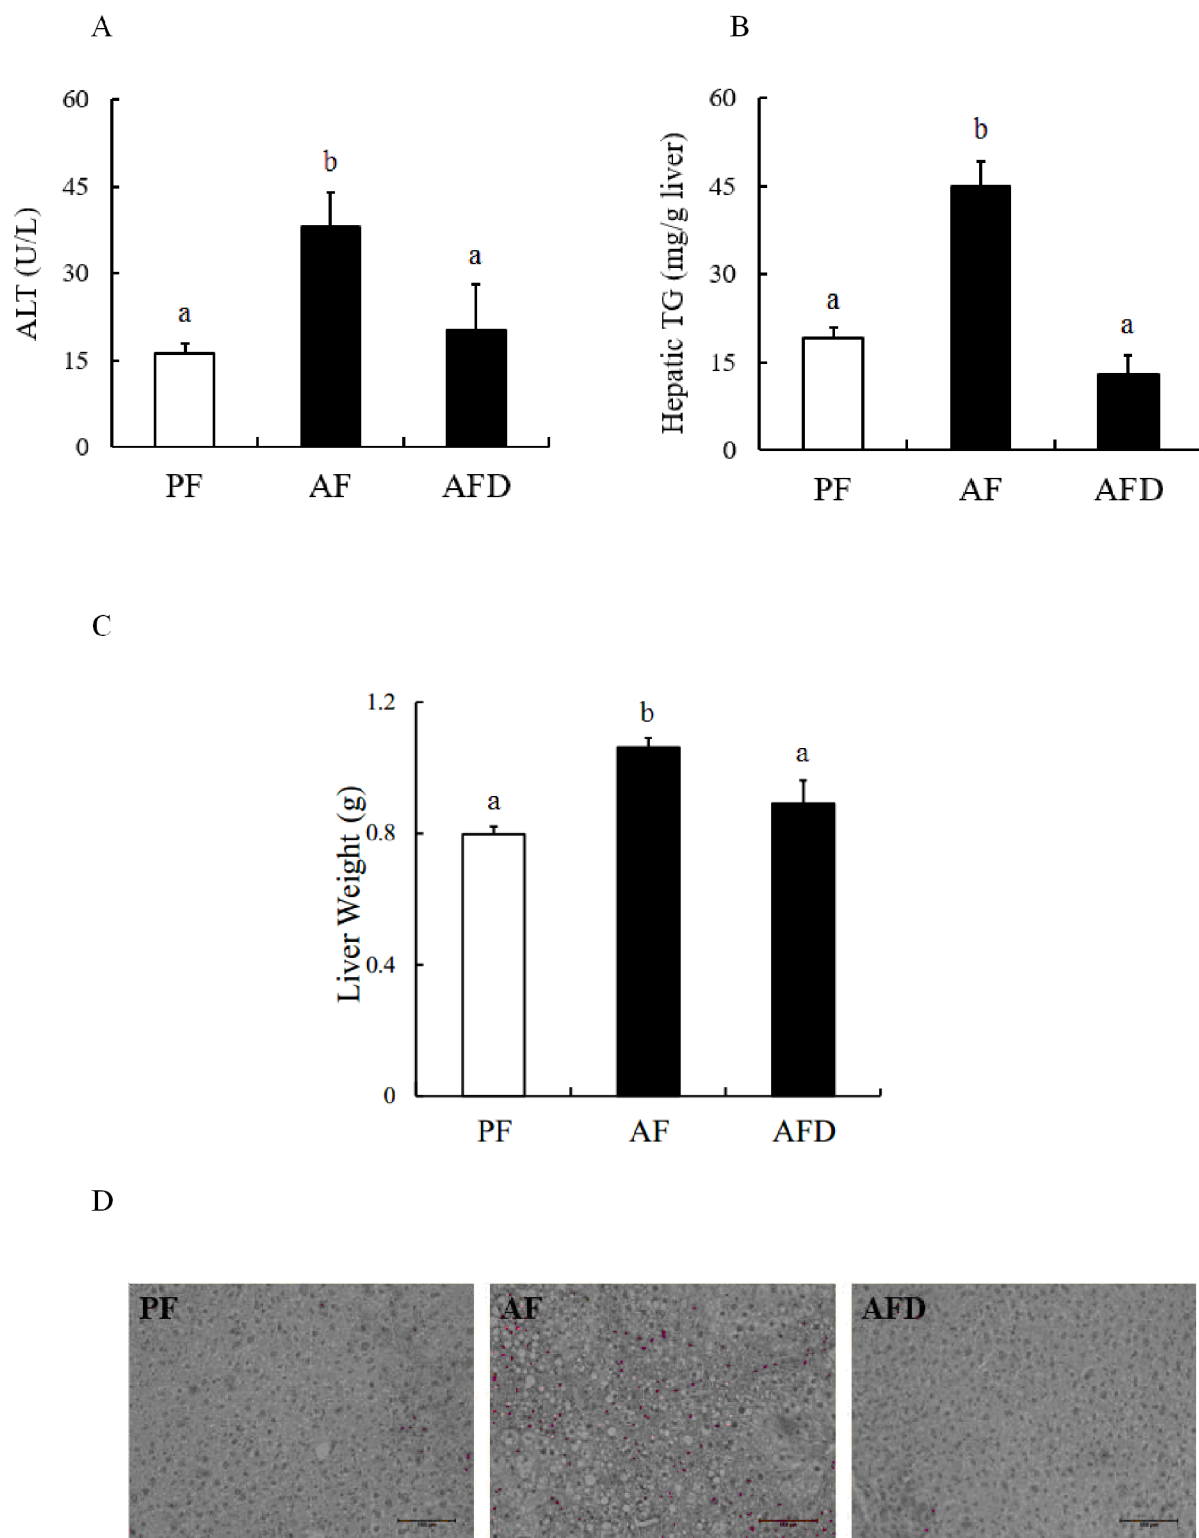 A
B
60
45
30
15
0
ALT (U/L)
a
b
a
PF
AF
AFD
60
45
30
15
0
Hepatic TG (mg/g liver)
a
b
a
PF
AF
AFD
C
1.2
0.8
0.4
0
Liver Weight (g)
a
b
a
PF
AF
AFD
D
PF
AF
AFD